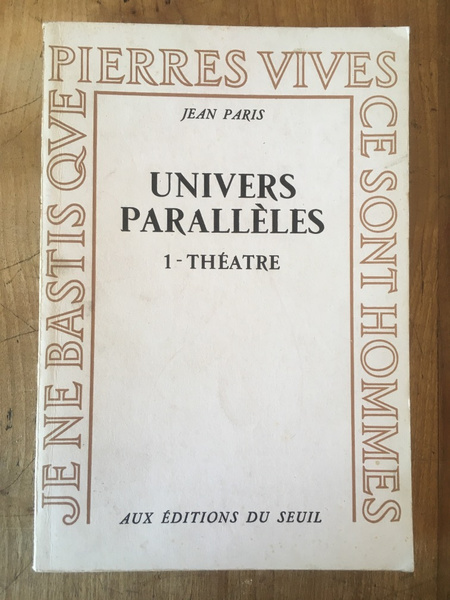 JE NE BASTIS QVE
PIERRES VIVES
CE SONT HOMMES
JEAN PARIS
UNIVERS
PARALLÈLES
1 - THÉATRE
AUX ÉDITIONS DU SEUIL